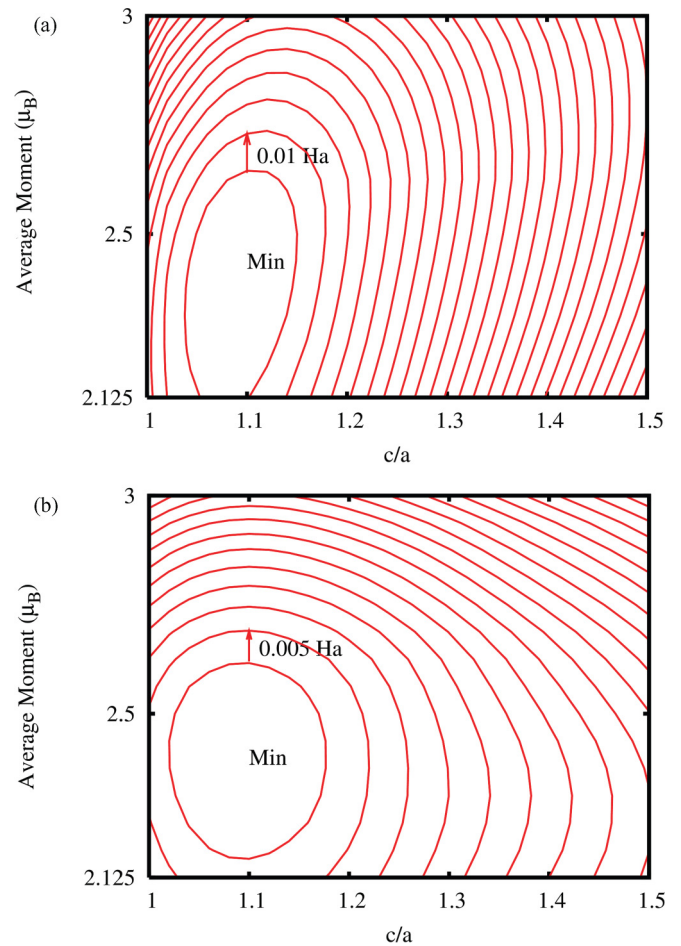 (a)
3
2.5
2.125
Average Moment (μB)
0.01 Ha
Min
1 1.1 1.2 1.3 1.4 1.5
c/a
(b)
3
2.5
2.125
Average Moment (μB)
0.005 Ha
Min
1 1.1 1.2 1.3 1.4 1.5
c/a